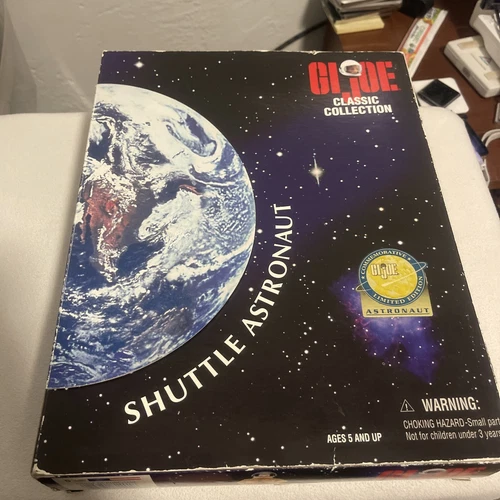 GI JOE
CLASSIC
COLLECTION
SHUTTLE ASTRONAUT
COMMEMORATIVE
GI JOE
LIMITED EDITION
ASTRONAUT
WARNING:
CHOKING HAZARD-Small part
Not for children under 3 years
AGES 5 AND UP